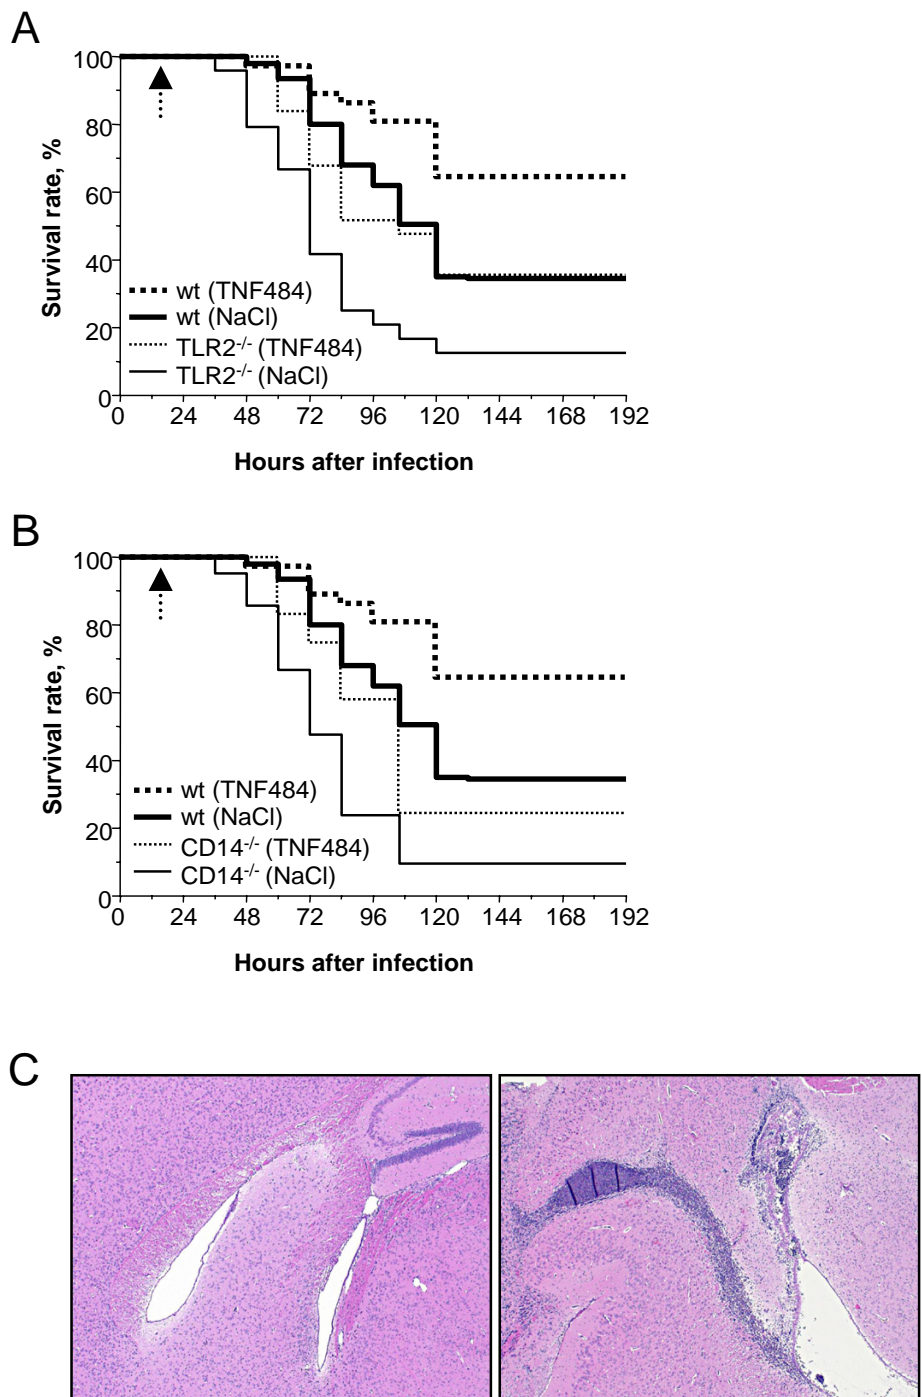 A
100
80
60
40
20
0
Survival rate, %
wt (TNF484)
wt (NaCl)
TLR2-/- (TNF484)
TLR2-/- (NaCl)
0 24 48 72 96 120 144 168 192
Hours after infection
B
100
80
60
40
20
0
Survival rate, %
wt (TNF484)
wt (NaCl)
CD14-/- (TNF484)
CD14-/- (NaCl)
0 24 48 72 96 120 144 168 192
Hours after infection
C